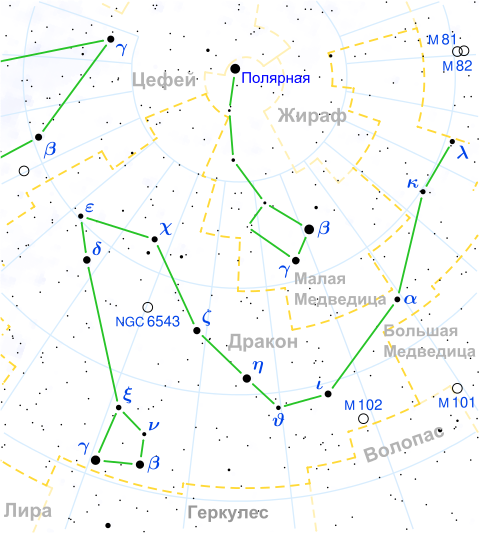 γ
M 81
M 82
Полярная
Цефей
Жираф
β
λ
κ
ε
χ
β
δ
γ
Малая
Медведица
α
NGC 6543
ζ
Дракон
Большая
Медведица
η
ι
ξ
ϑ
M 102
M 101
ν
γ
β
Волопас
Лира
Геркулес